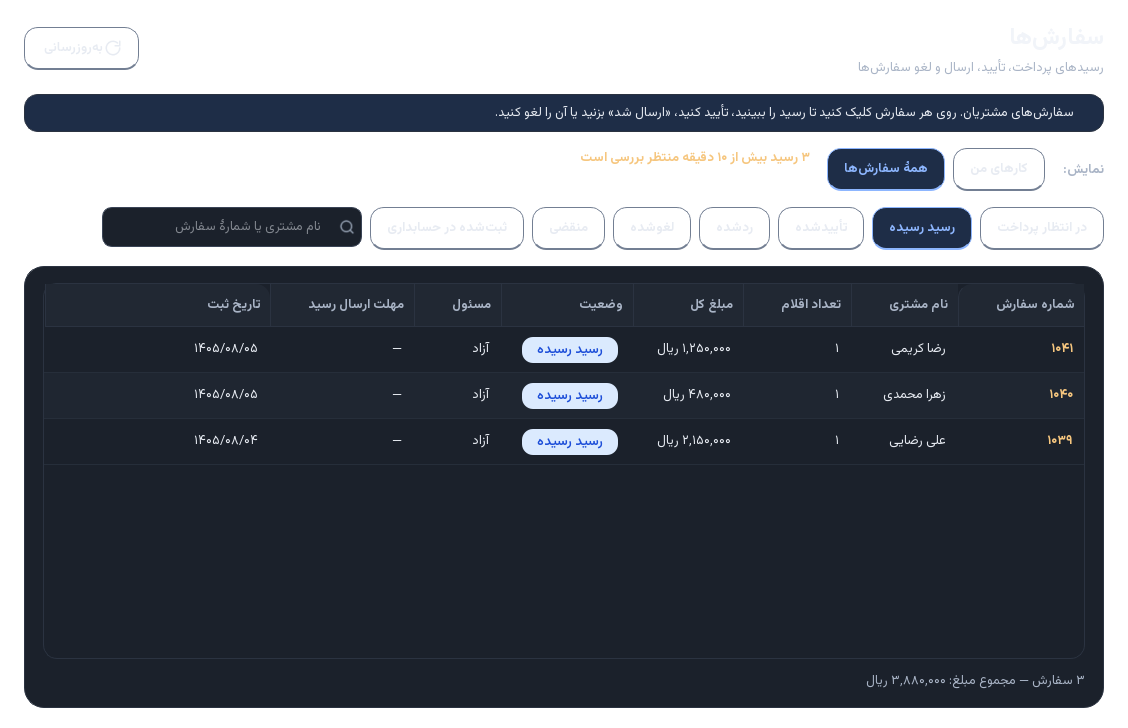 سفارش‌ها
به‌روزرسانی
رسیدهای پرداخت، تأیید، ارسال و لغو سفارش‌ها
سفارش‌های مشتریان. روی هر سفارش کلیک کنید تا رسید را ببینید، تأیید کنید، «ارسال شد» بزنید یا آن را لغو کنید.
نمایش: کارهای من همهٔ سفارش‌ها ۳ رسید بیش از ۱۰ دقیقه منتظر بررسی است
در انتظار پرداخت رسید رسیده تأییدشده ردشده لغوشده منقضی ثبت‌شده در حسابداری نام مشتری یا شمارهٔ سفارش
شماره سفارش نام مشتری تعداد اقلام مبلغ کل وضعیت مسئول مهلت ارسال رسید تاریخ ثبت
۱۰۴۱ رضا کریمی ۱ ۱,۲۵۰,۰۰۰ ریال رسید رسیده آزاد — ۱۴۰۵/۰۸/۰۵
۱۰۴۰ زهرا محمدی ۱ ۴۸۰,۰۰۰ ریال رسید رسیده آزاد — ۱۴۰۵/۰۸/۰۵
۱۰۳۹ علی رضایی ۱ ۲,۱۵۰,۰۰۰ ریال رسید رسیده آزاد — ۱۴۰۵/۰۸/۰۴
۳ سفارش — مجموع مبلغ: ۳,۸۸۰,۰۰۰ ریال